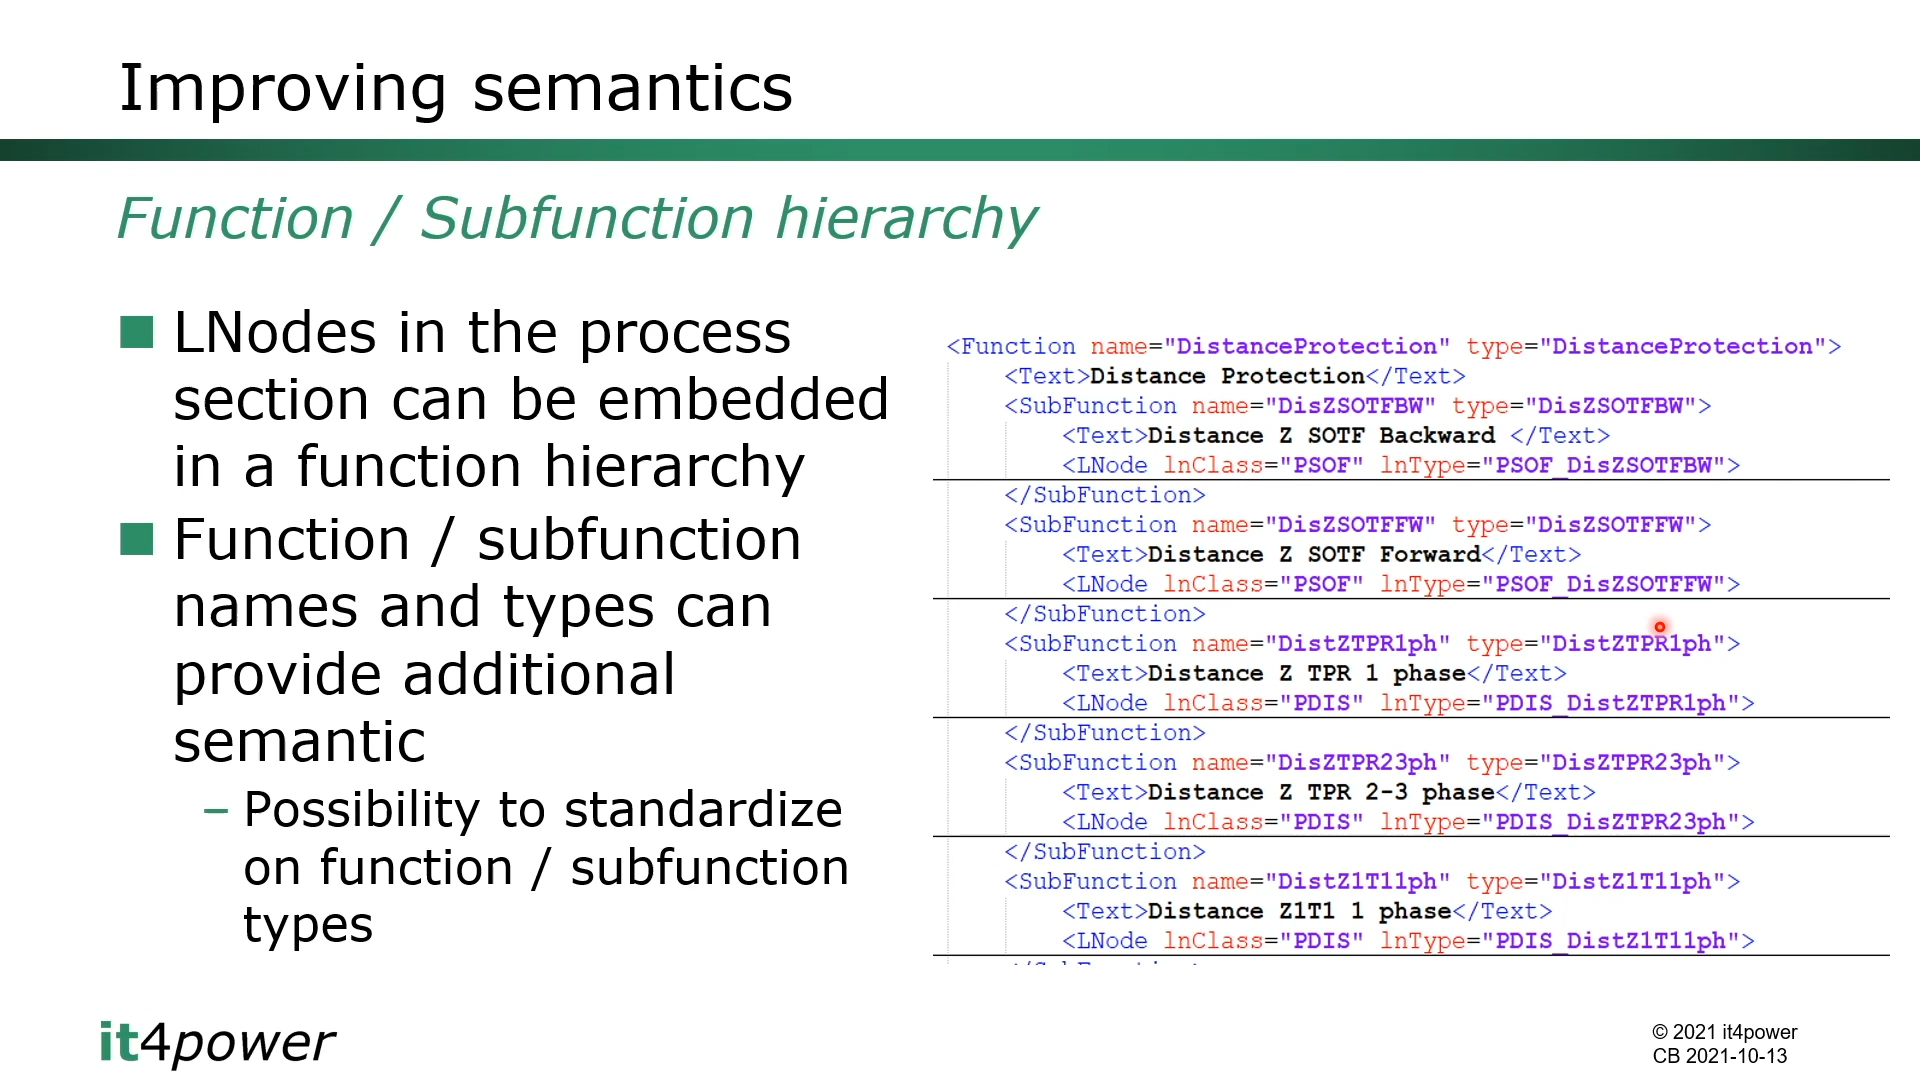 Improving semantics
Function / Subfunction hierarchy
LNodes in the process
section can be embedded
in a function hierarchy
Function / subfunction
names and types can
provide additional
semantic
– Possibility to standardize
on function / subfunction
types
<Function name="DistanceProtection" type="DistanceProtection">
<Text>Distance Protection</Text>
<SubFunction name="DisZSOTFBW" type="DisZSOTFBW">
<Text>Distance Z SOTF Backward </Text>
<LNode lnClass="PSOF" lnType="PSOF_DisZSOTFBW">
</SubFunction>
<SubFunction name="DisZSOTFFW" type="DisZSOTFFW">
<Text>Distance Z SOTF Forward</Text>
<LNode lnClass="PSOF" lnType="PSOF_DisZSOTFFW">
</SubFunction>
<SubFunction name="DistZTPR1ph" type="DistZTPR1ph">
<Text>Distance Z TPR 1 phase</Text>
<LNode lnClass="PDIS" lnType="PDIS_DistZTPR1ph">
</SubFunction>
<SubFunction name="DisZTPR23ph" type="DisZTPR23ph">
<Text>Distance Z TPR 2-3 phase</Text>
<LNode lnClass="PDIS" lnType="PDIS_DisZTPR23ph">
</SubFunction>
<SubFunction name="DistZ1T11ph" type="DistZ1T11ph">
<Text>Distance Z1T1 1 phase</Text>
<LNode lnClass="PDIS" lnType="PDIS_DistZ1T11ph">
it4power
© 2021 it4power
CB 2021-10-13